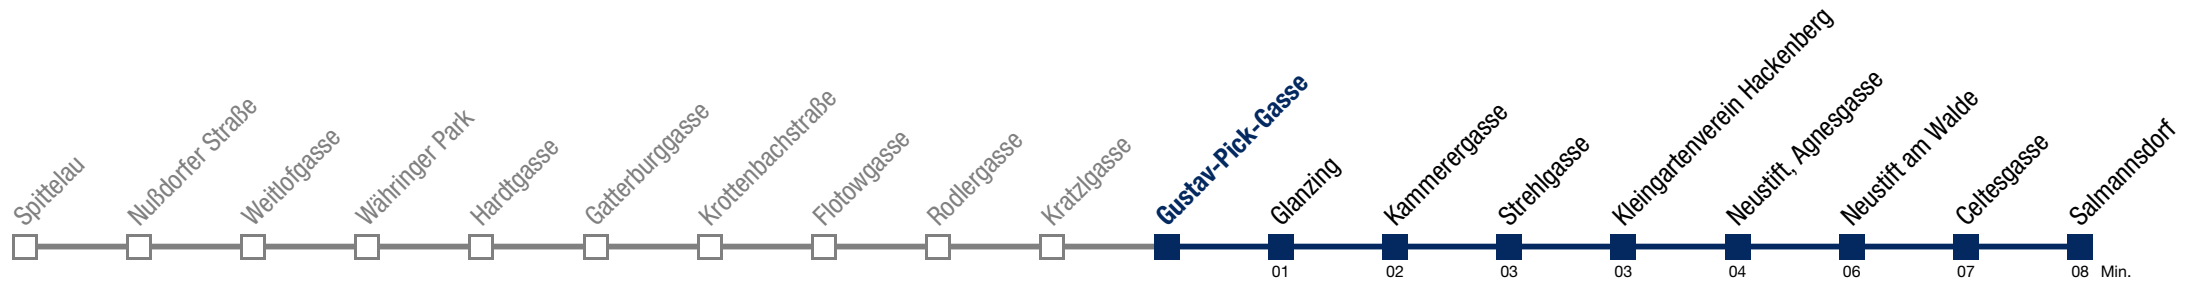 Spittelau
Nußdorfer Straße
Weitlofgasse
Währinger Park
Hardtgasse
Gatterburggasse
Krottenbachstraße
Flotowgasse
Rodlergasse
Kratzlgasse
Gustav-Pick-Gasse
Glanzing
Kammerergasse
Strehlgasse
Kleingartenverein Hackenberg
Neustift, Agnesgasse
Neustift am Walde
Celtesgasse
Salmannsdorf
01 02 03 03 04 06 07 08 Min.